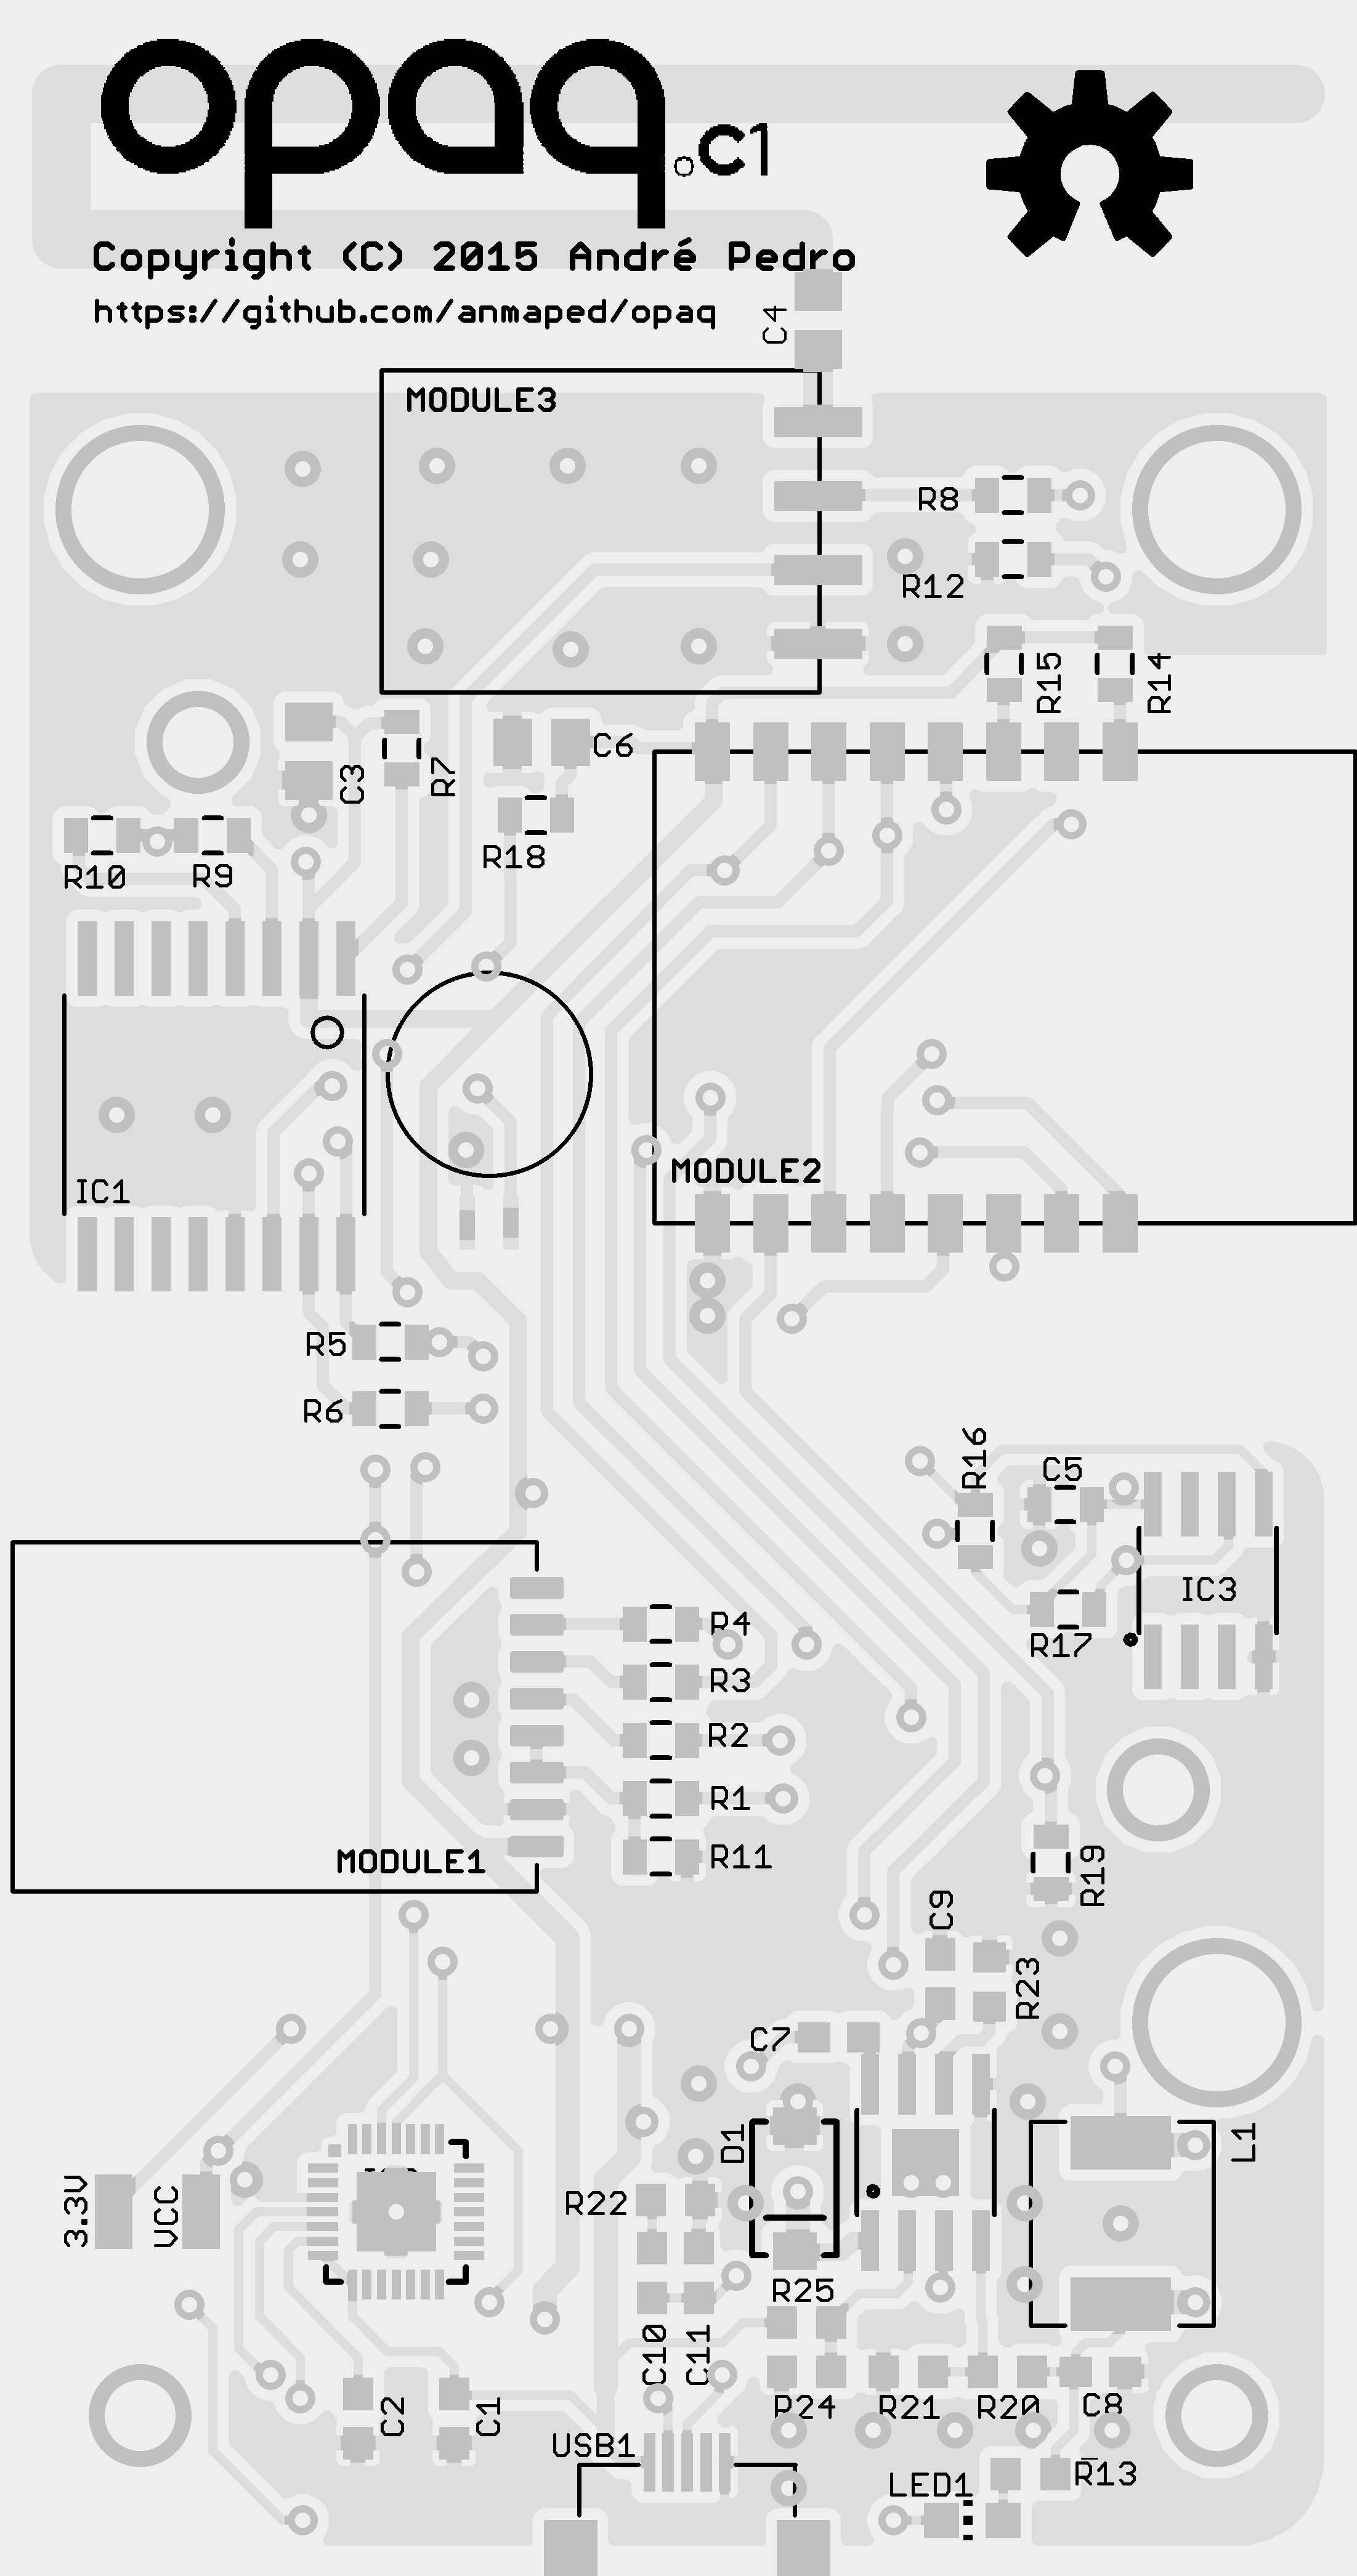 opaq.c1
Copyright (C) 2015 André Pedro
https://github.com/anmaped/opaq
C4
MODULE3
R8
R12
R15
R14
C3
R7
C6
R18
R10
R9
IC1
MODULE2
R5
R6
R16
C5
IC3
R17
R4
R3
R2
R1
R11
MODULE1
R19
C9
R23
C7
D1
L1
3.3V
VCC
R22
R25
C10
C11
C2
C1
R24
R21
R20
C8
USB1
LED1
R13